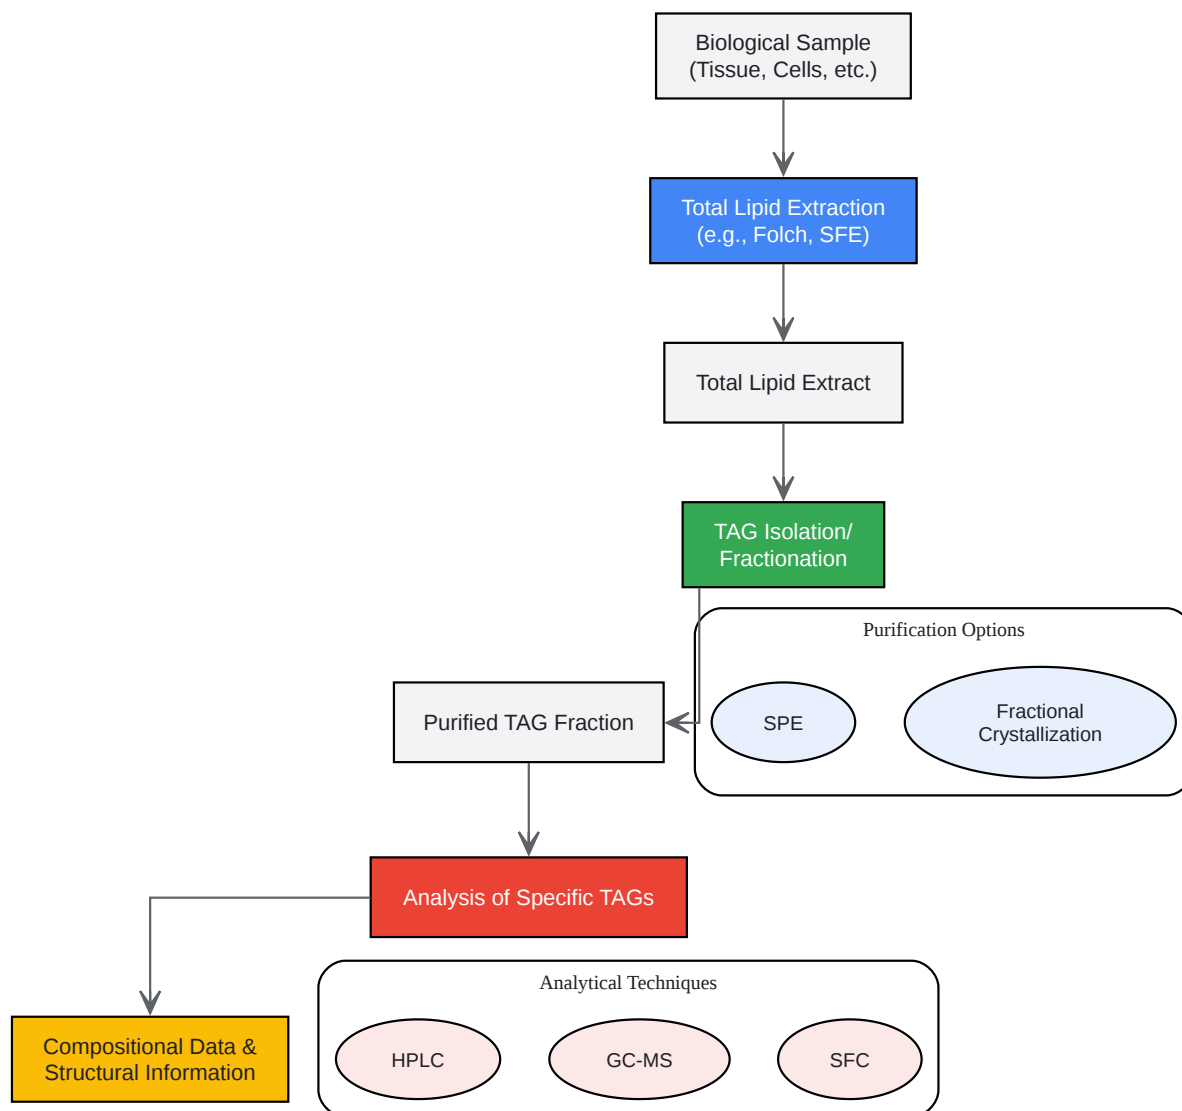 Biological Sample
(Tissue, Cells, etc.)
Total Lipid Extraction
(e.g., Folch, SFE)
Total Lipid Extract
TAG Isolation/
Fractionation
Purification Options
Purified TAG Fraction
SPE
Fractional
Crystallization
Analysis of Specific TAGs
Analytical Techniques
Compositional Data &
Structural Information
HPLC
GC-MS
SFC